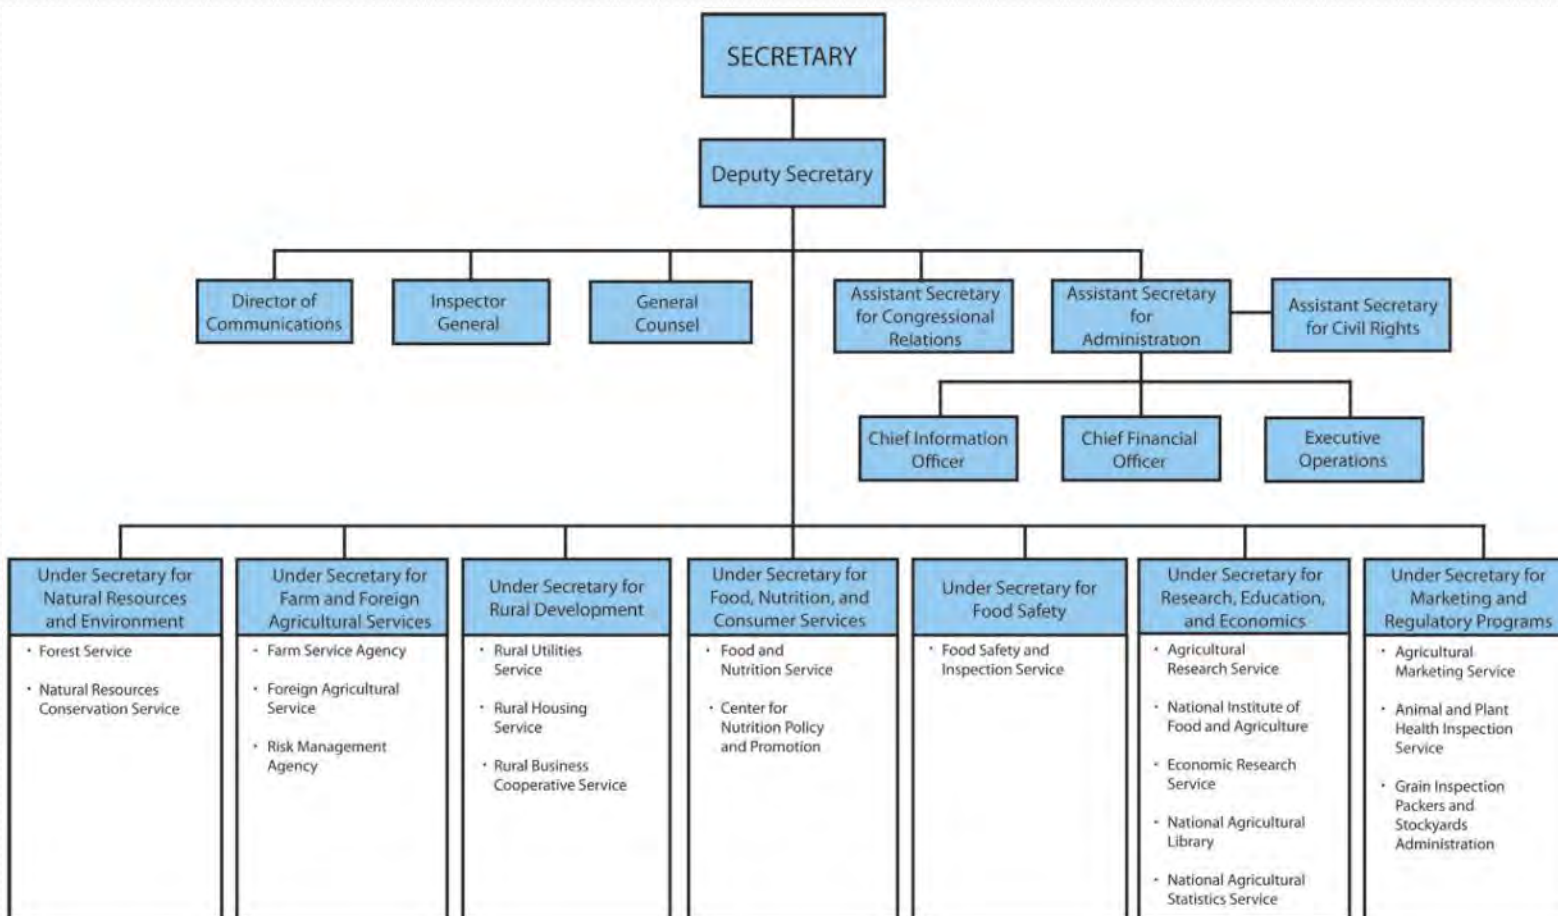 SECRETARY
Deputy Secretary
Director of
Communications
Inspector
General
General
Counsel
Assistant Secretary
for Congressional
Relations
Assistant Secretary
for
Administration
Assistant Secretary
for Civil Rights
Chief Information
Officer
Chief Financial
Officer
Executive
Operations
Under Secretary for
Natural Resources
and Environment
· Forest Service
· Natural Resources
Conservation Service
Under Secretary for
Farm and Foreign
Agricultural Services
· Farm Service Agency
· Foreign Agricultural
Service
· Risk Management
Agency
Under Secretary for
Rural Development
· Rural Utilities
Service
· Rural Housing
Service
· Rural Business
Cooperative Service
Under Secretary for
Food, Nutrition, and
Consumer Services
· Food and
Nutrition Service
· Center for
Nutrition Policy
and Promotion
Under Secretary for
Food Safety
· Food Safety and
Inspection Service
Under Secretary for
Research, Education,
and Economics
· Agricultural
Research Service
· National Institute of
Food and Agriculture
· Economic Research
Service
· National Agricultural
Library
· National Agricultural
Statistics Service
Under Secretary for
Marketing and
Regulatory Programs
· Agricultural
Marketing Service
· Animal and Plant
Health Inspection
Service
· Grain Inspection
Packers and
Stockyards
Administration